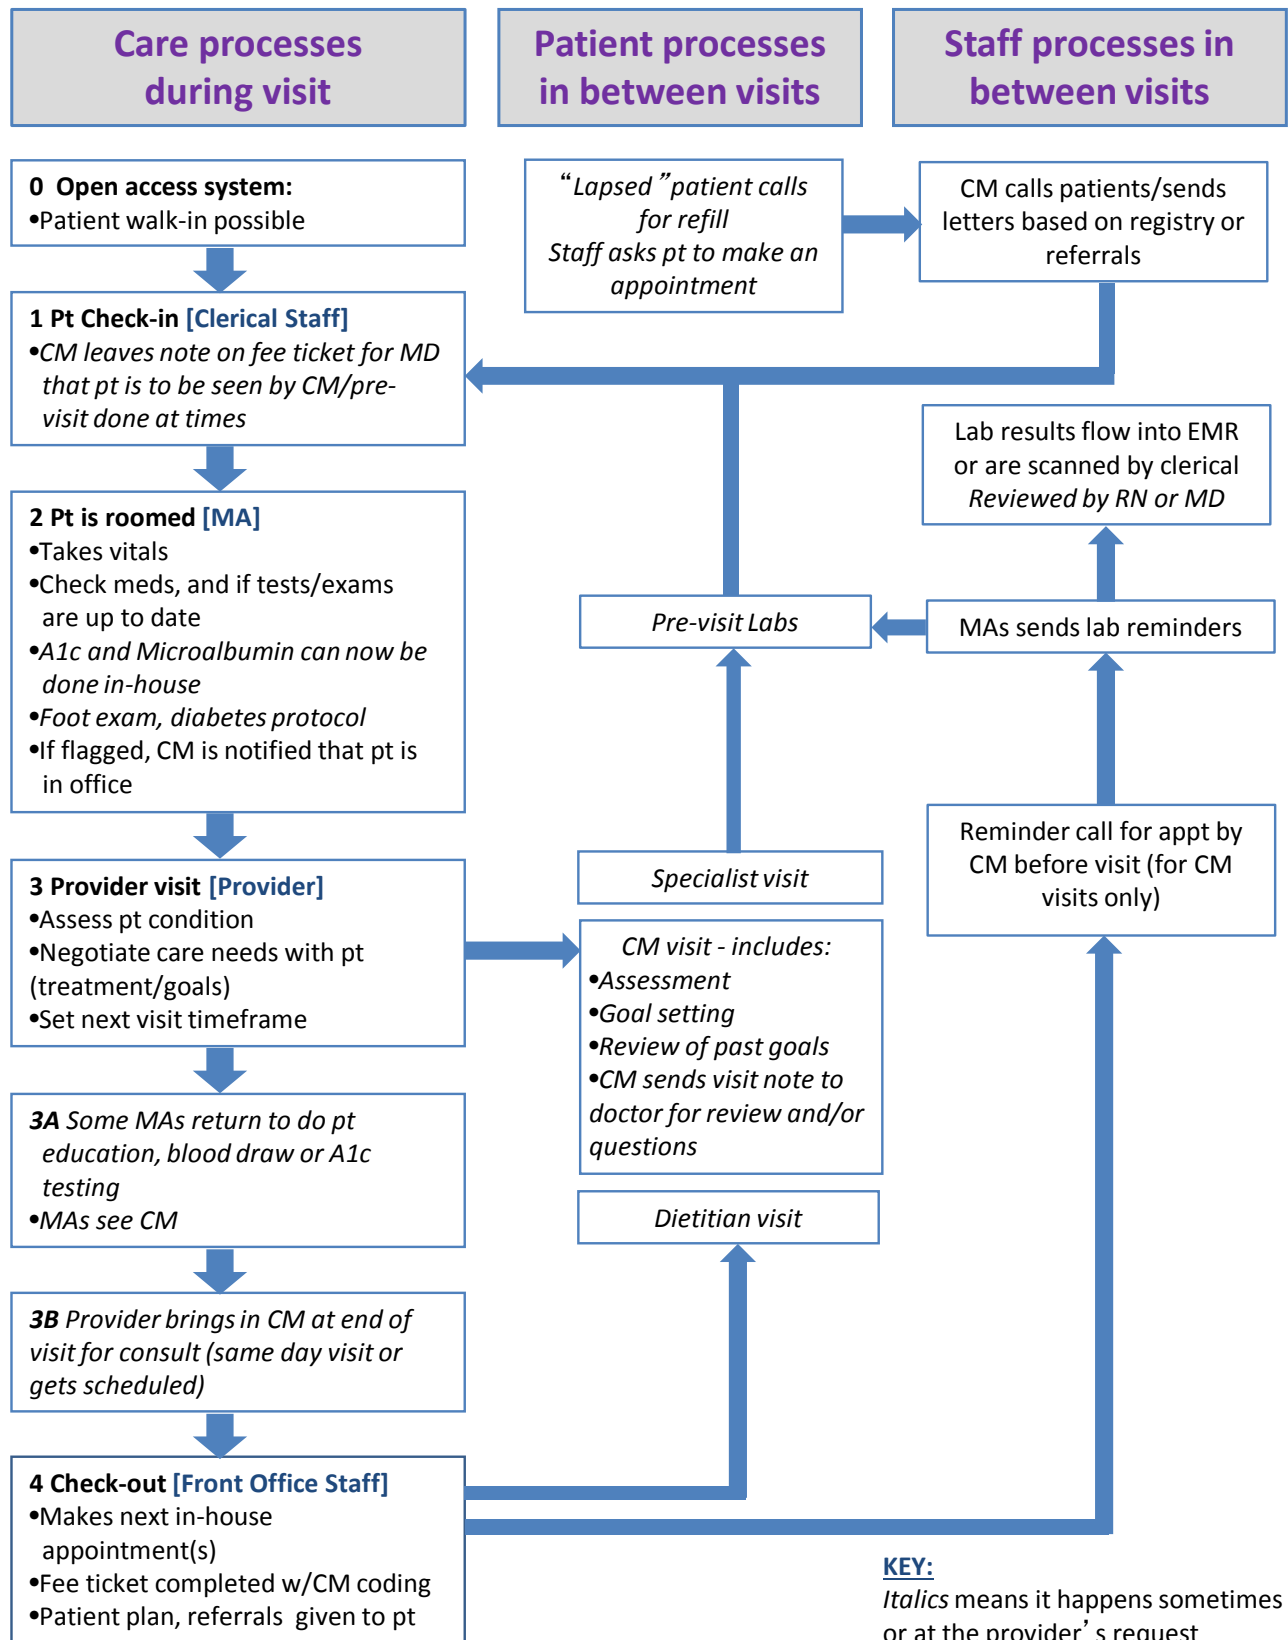 Care processes
during visit
Patient processes
in between visits
Staff processes in
between visits
0 Open access system:
•Patient walk-in possible
1 Pt Check-in [Clerical Staff]
•CM leaves note on fee ticket for MD
that pt is to be seen by CM/pre-
visit done at times
2 Pt is roomed [MA]
•Takes vitals
•Check meds, and if tests/exams
are up to date
•A1c and Microalbumin can now be
done in-house
•Foot exam, diabetes protocol
•If flagged, CM is notified that pt is
in office
3 Provider visit [Provider]
•Assess pt condition
•Negotiate care needs with pt
(treatment/goals)
•Set next visit timeframe
3A Some MAs return to do pt
education, blood draw or A1c
testing
•MAs see CM
3B Provider brings in CM at end of
visit for consult (same day visit or
gets scheduled)
4 Check-out [Front Office Staff]
•Makes next in-house
appointment(s)
•Fee ticket completed w/CM coding
•Patient plan, referrals given to pt
“Lapsed ” patient calls
for refill
Staff asks pt to make an
appointment
Pre-visit Labs
Specialist visit
CM visit - includes:
•Assessment
•Goal setting
•Review of past goals
•CM sends visit note to
doctor for review and/or
questions
Dietitian visit
CM calls patients/sends
letters based on registry or
referrals
Lab results flow into EMR
or are scanned by clerical
Reviewed by RN or MD
MAs sends lab reminders
Reminder call for appt by
CM before visit (for CM
visits only)
KEY:
Italics means it happens sometimes
or at the provider’ s request